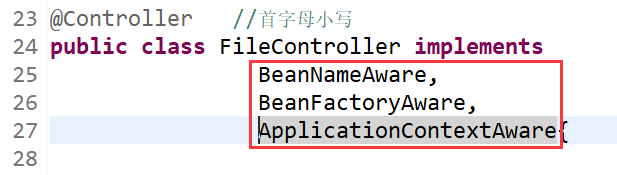 23 @Controller   //首字母小写
24 public class FileController implements
25                 BeanNameAware,
26                 BeanFactoryAware,
27                 ApplicationContextAware{
28